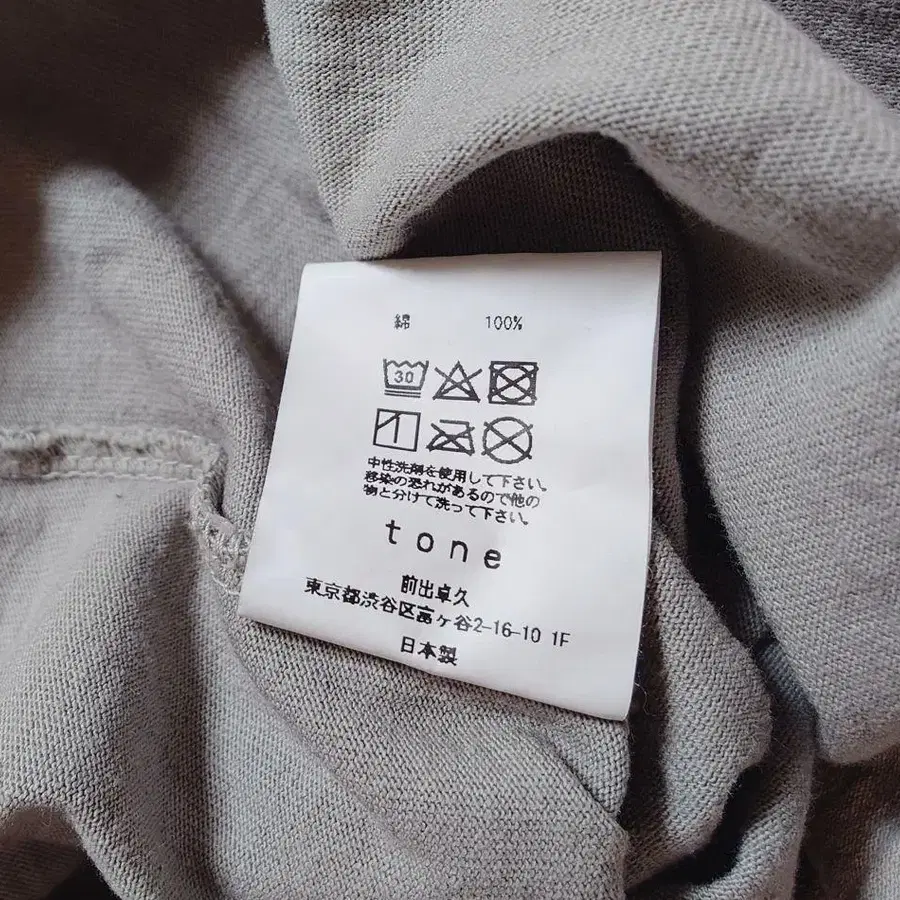 綿 100%
30
中性洗剤を使用して下さい。
移染の恐れがあるので他の
物と分けて洗って下さい。
tone
前出卓久
東京都渋谷区富ヶ谷2-16-10 1F
日本製